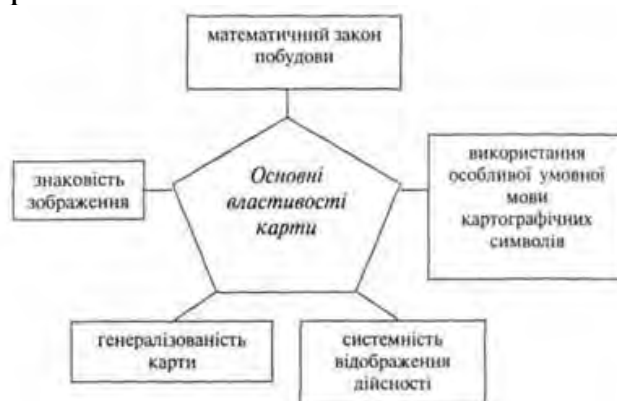 математичний закон
побудови
знаковість
зображення
Основні
властивості
карти
використання
особливої умовної
мови
картографічних
символів
генералізованість
карти
системність
відображення
дійсності